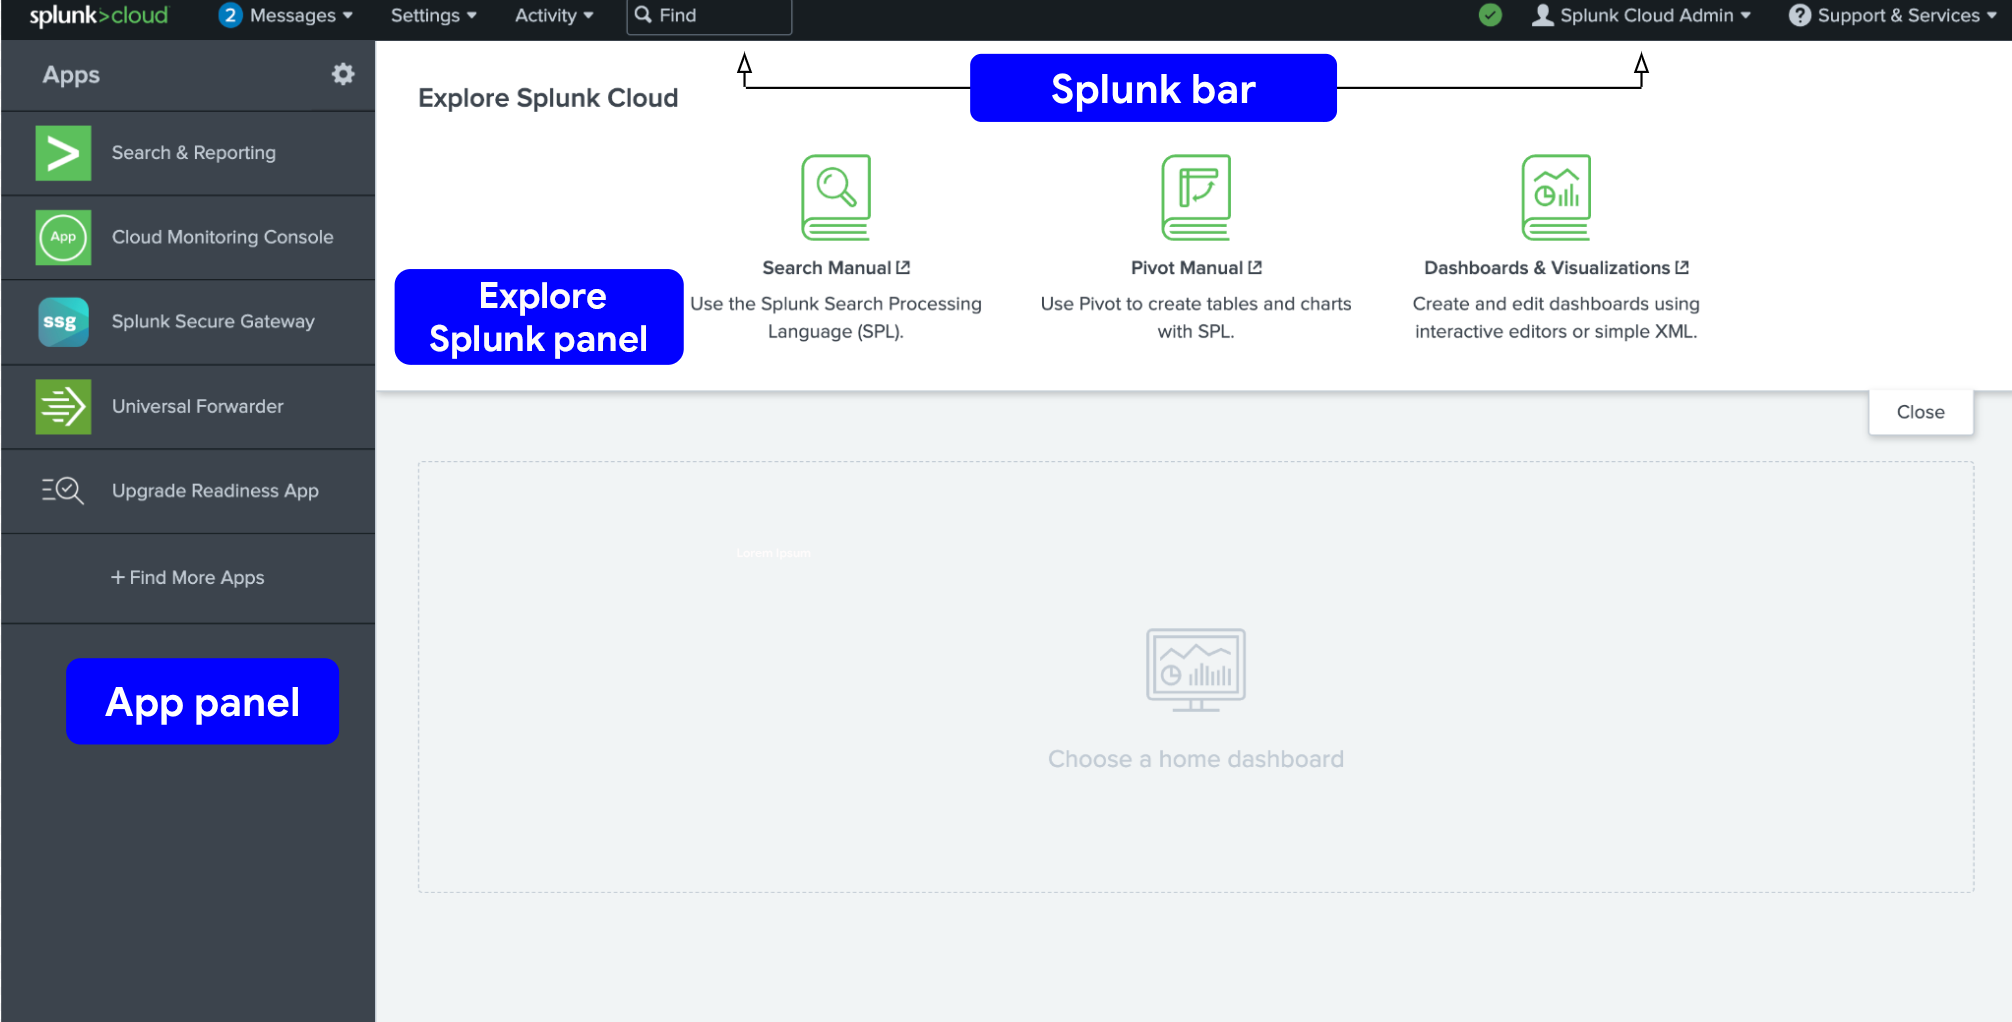 splunk>cloud 2 Messages Settings Activity Find Splunk Cloud Admin ? Support & Services
Apps
Search & Reporting
App Cloud Monitoring Console
ssg Splunk Secure Gateway
Universal Forwarder
Upgrade Readiness App
+ Find More Apps
App panel
Splunk bar
Explore Splunk Cloud
Explore
Splunk panel
Search Manual
Use the Splunk Search Processing
Language (SPL).
Pivot Manual
Use Pivot to create tables and charts
with SPL.
Dashboards & Visualizations
Create and edit dashboards using
interactive editors or simple XML.
Close
Lorem Ipsum
Choose a home dashboard